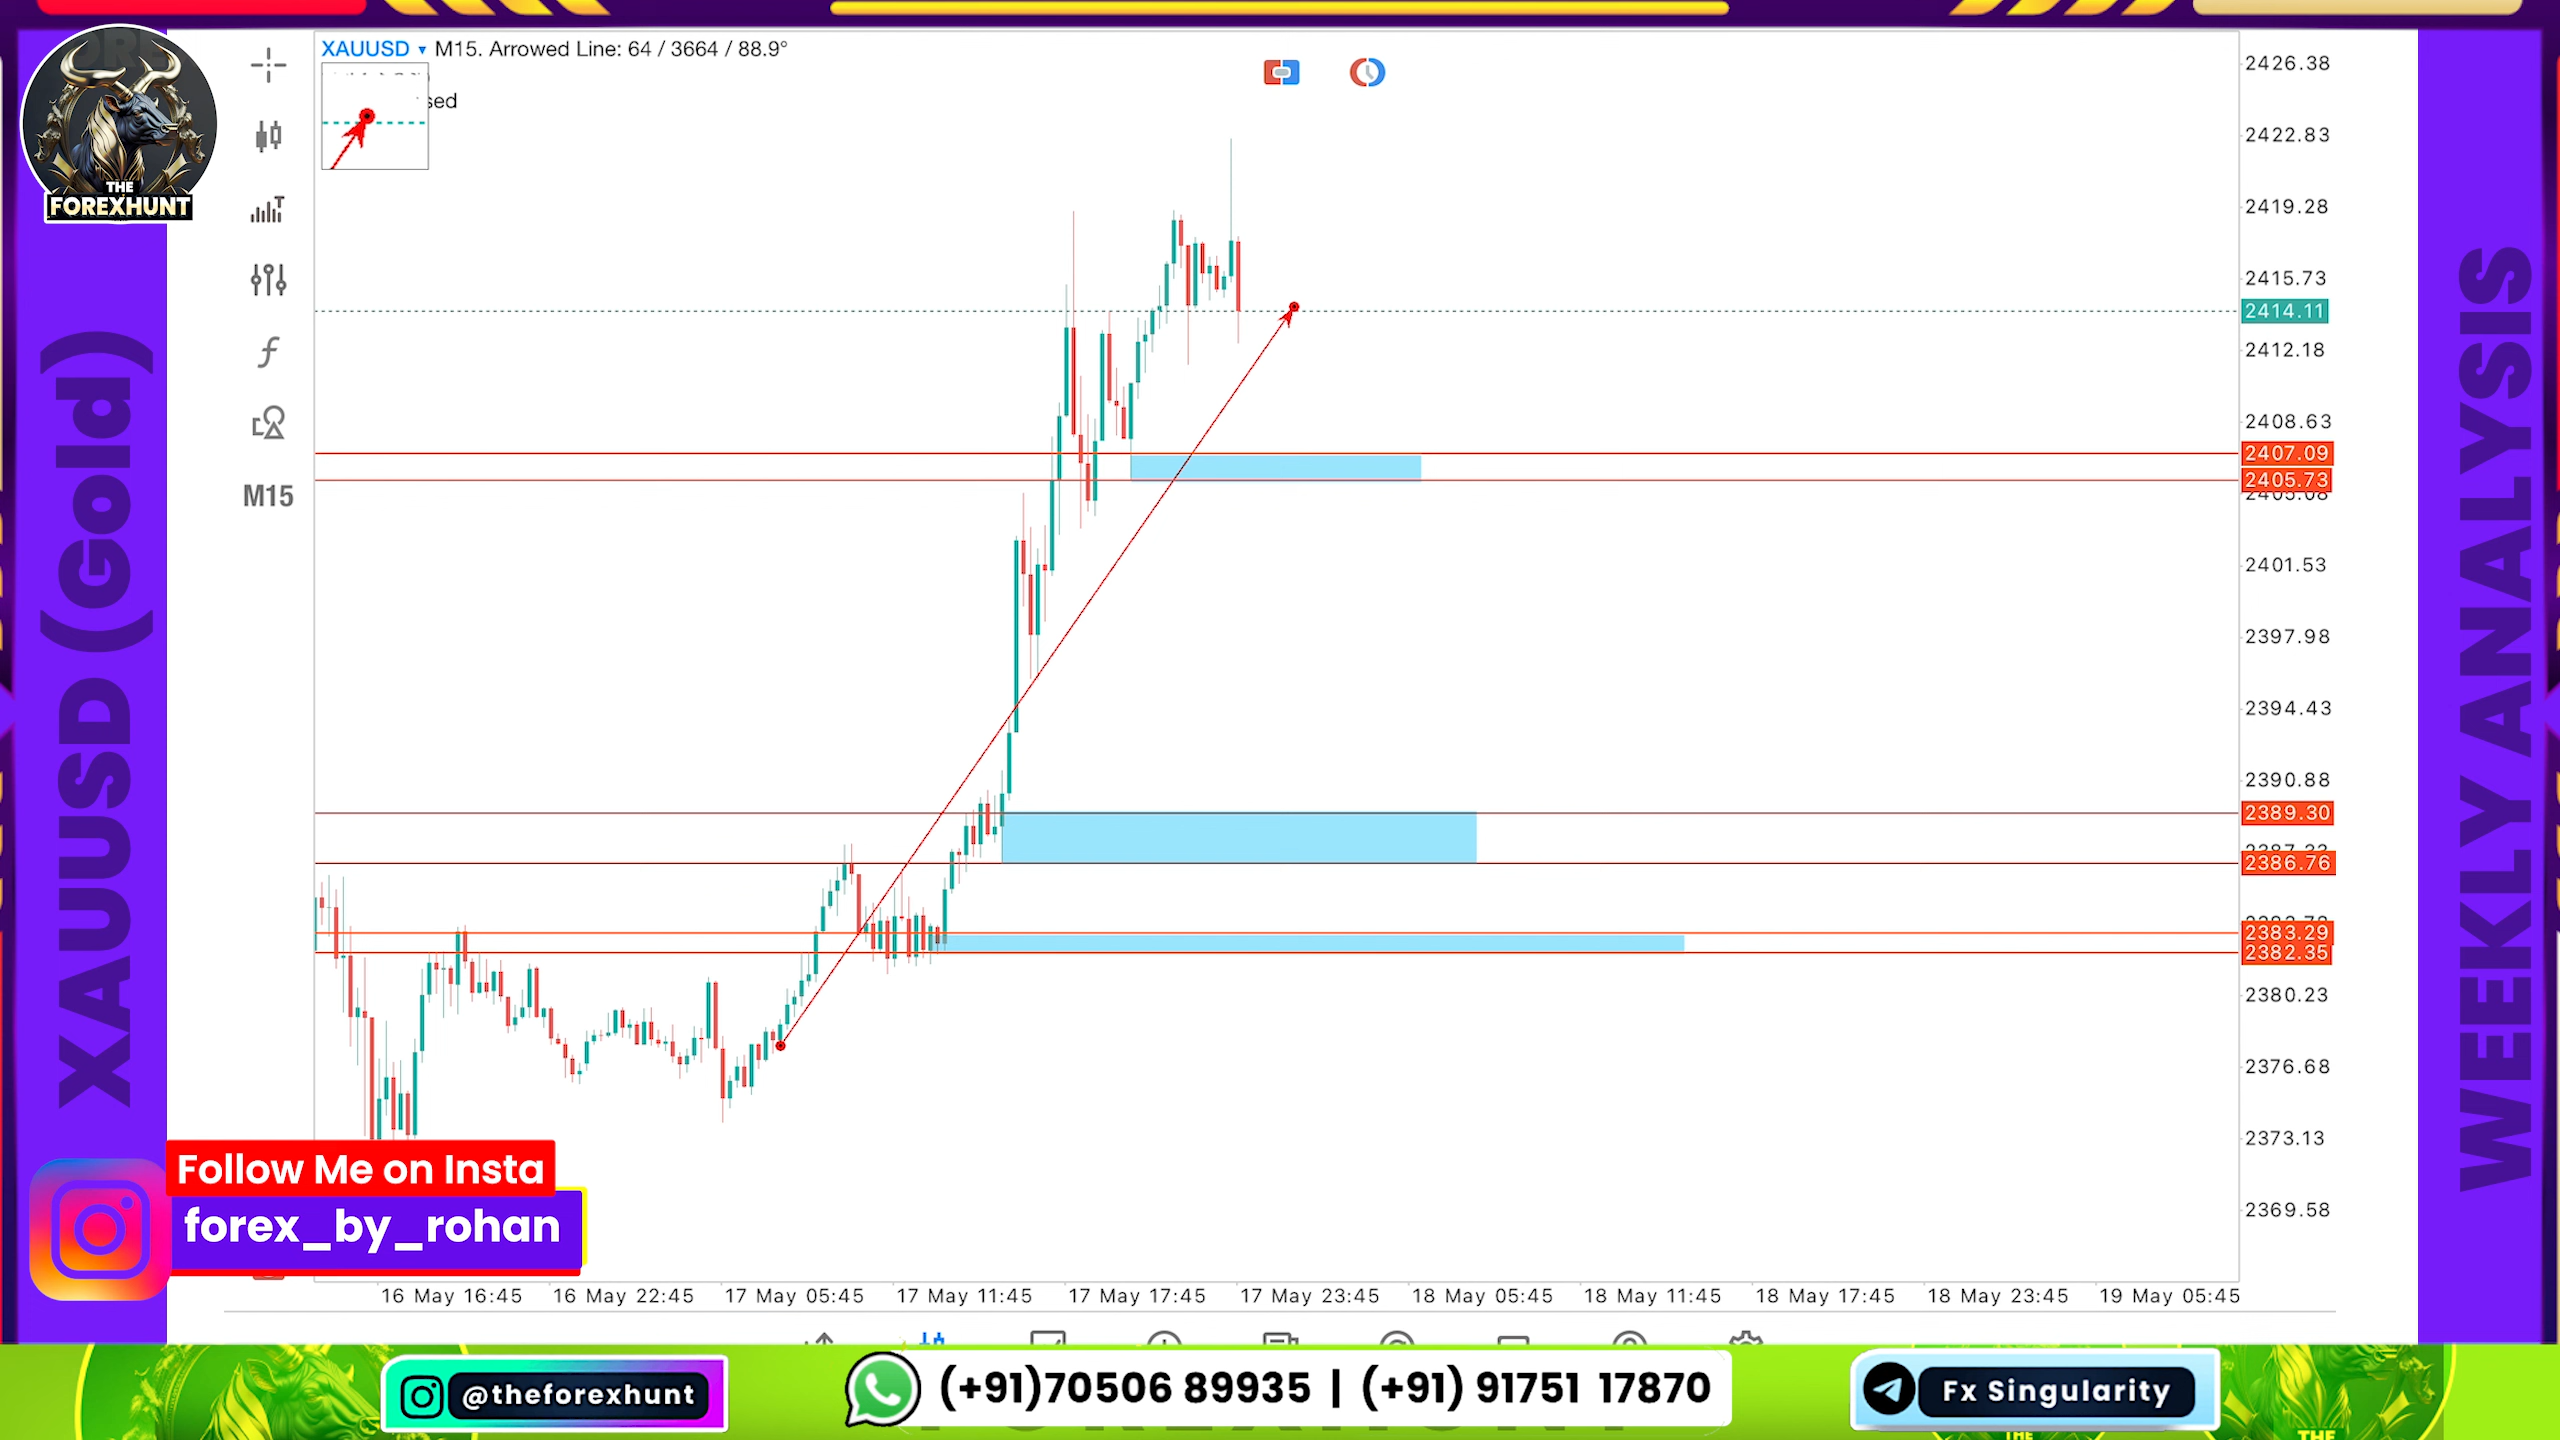 XAUUSD ▾ M15. Arrowed Line: 64 / 3664 / 88.9°
sed
THE
FOREXHUNT
M15
XAUUSD (Gold)
WEEKLY ANALYSIS
2426.38
2422.83
2419.28
2415.73
2414.11
2412.18
2408.63
2407.09
2405.73
2401.53
2397.98
2394.43
2390.88
2389.30
2386.76
2383.29
2382.35
2380.23
2376.68
2373.13
2369.58
16 May 16:45 16 May 22:45 17 May 05:45 17 May 11:45 17 May 17:45 17 May 23:45 18 May 05:45 18 May 11:45 18 May 17:45 18 May 23:45 19 May 05:45
Follow Me on Insta
forex_by_rohan
@theforexhunt
(+91)70506 89935 | (+91) 91751 17870
Fx Singularity